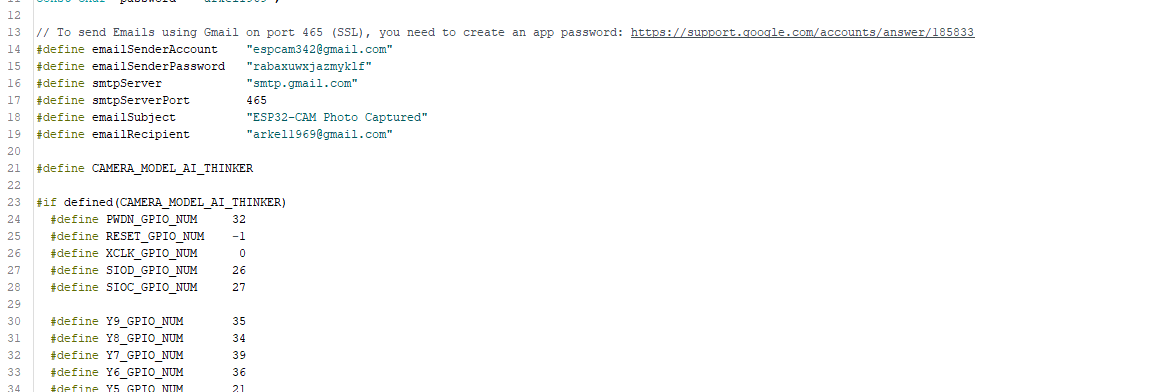 12
13 // To send Emails using Gmail on port 465 (SSL), you need to create an app password: https://support.google.com/accounts/answer/185833
14 #define emailSenderAccount "espcam342@gmail.com"
15 #define emailSenderPassword "rabaxuwxjazmyklf"
16 #define smtpServer "smtp.gmail.com"
17 #define smtpServerPort 465
18 #define emailSubject "ESP32-CAM Photo Captured"
19 #define emailRecipient "arkel1969@gmail.com"
20
21 #define CAMERA_MODEL_AI_THINKER
22
23 #if defined(CAMERA_MODEL_AI_THINKER)
24 #define PWDN_GPIO_NUM 32
25 #define RESET_GPIO_NUM -1
26 #define XCLK_GPIO_NUM 0
27 #define SIOD_GPIO_NUM 26
28 #define SIOC_GPIO_NUM 27
29
30 #define Y9_GPIO_NUM 35
31 #define Y8_GPIO_NUM 34
32 #define Y7_GPIO_NUM 39
33 #define Y6_GPIO_NUM 36
34 #define Y5_GPIO_NUM 21